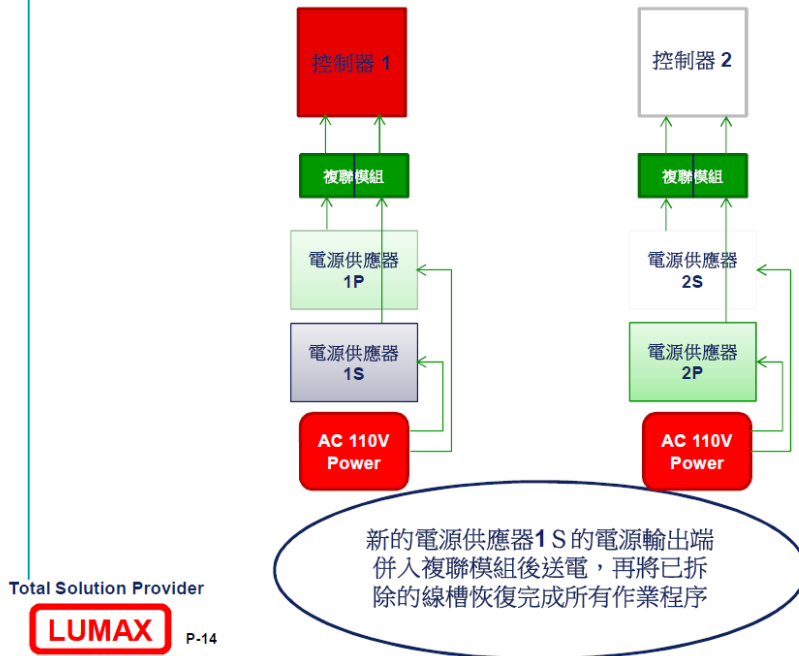 控制器 1
控制器 2
複聯模組
複聯模組
電源供應器
1P
電源供應器
2S
電源供應器
1S
電源供應器
2P
AC 110V
Power
AC 110V
Power
新的電源供應器1 S 的電源輸出端
併入複聯模組後送電，再將已拆
除的線槽恢復完成所有作業程序
Total Solution Provider
LUMAX
P-14